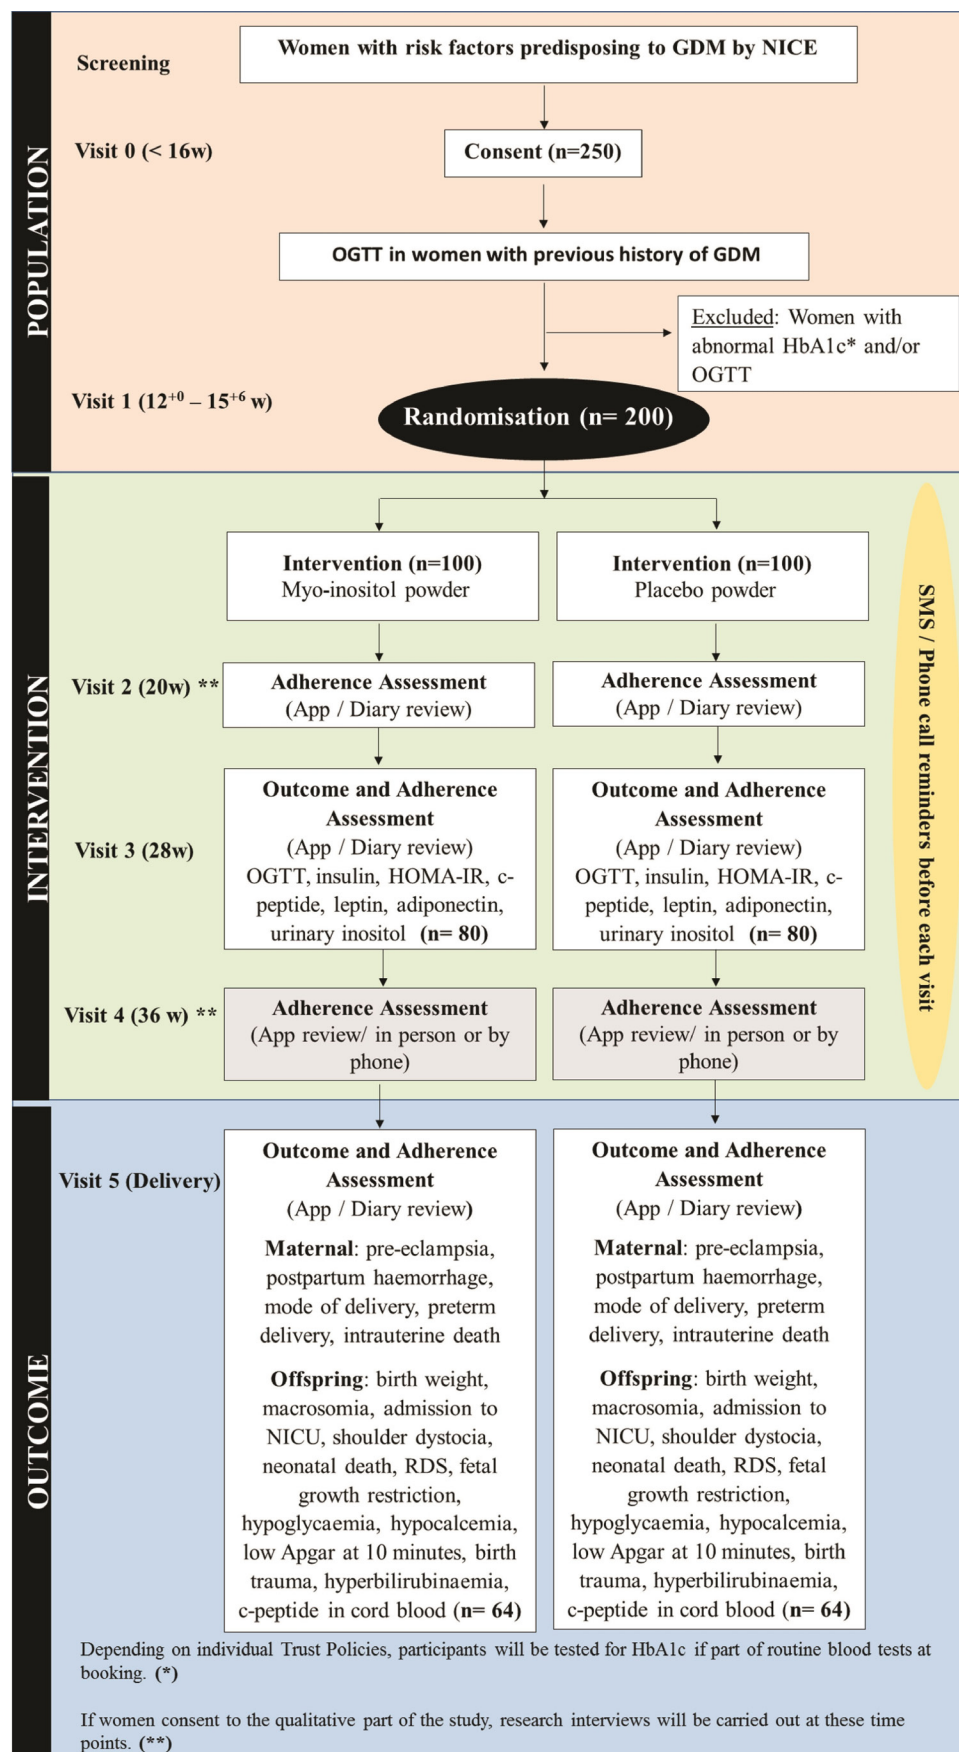 POPULATION
Screening
Women with risk factors predisposing to GDM by NICE
Visit 0 (< 16w)
Consent (n=250)
OGTT in women with previous history of GDM
Excluded: Women with
abnormal HbA1c* and/or
OGTT
Visit 1 (12+0 – 15+6 w)
Randomisation (n= 200)
INTERVENTION
Intervention (n=100)
Myo-inositol powder
Intervention (n=100)
Placebo powder
SMS / Phone call reminders before each visit
Visit 2 (20w) **
Adherence Assessment
(App / Diary review)
Adherence Assessment
(App / Diary review)
Visit 3 (28w)
Outcome and Adherence
Assessment
(App / Diary review)
OGTT, insulin, HOMA-IR, c-
peptide, leptin, adiponectin,
urinary inositol (n= 80)
Outcome and Adherence
Assessment
(App / Diary review)
OGTT, insulin, HOMA-IR, c-
peptide, leptin, adiponectin,
urinary inositol (n= 80)
Visit 4 (36 w) **
Adherence Assessment
(App review/ in person or by
phone)
Adherence Assessment
(App review/ in person or by
phone)
OUTCOME
Visit 5 (Delivery)
Outcome and Adherence
Assessment
(App / Diary review)
Maternal: pre-eclampsia,
postpartum haemorrhage,
mode of delivery, preterm
delivery, intrauterine death
Offspring: birth weight,
macrosomia, admission to
NICU, shoulder dystocia,
neonatal death, RDS, fetal
growth restriction,
hypoglycaemia, hypocalcemia,
low Apgar at 10 minutes, birth
trauma, hyperbilirubinaemia,
c-peptide in cord blood (n= 64)
Outcome and Adherence
Assessment
(App / Diary review)
Maternal: pre-eclampsia,
postpartum haemorrhage,
mode of delivery, preterm
delivery, intrauterine death
Offspring: birth weight,
macrosomia, admission to
NICU, shoulder dystocia,
neonatal death, RDS, fetal
growth restriction,
hypoglycaemia, hypocalcemia,
low Apgar at 10 minutes, birth
trauma, hyperbilirubinaemia,
c-peptide in cord blood (n= 64)
Depending on individual Trust Policies, participants will be tested for HbA1c if part of routine blood tests at
booking. (*)
If women consent to the qualitative part of the study, research interviews will be carried out at these time
points. (**)